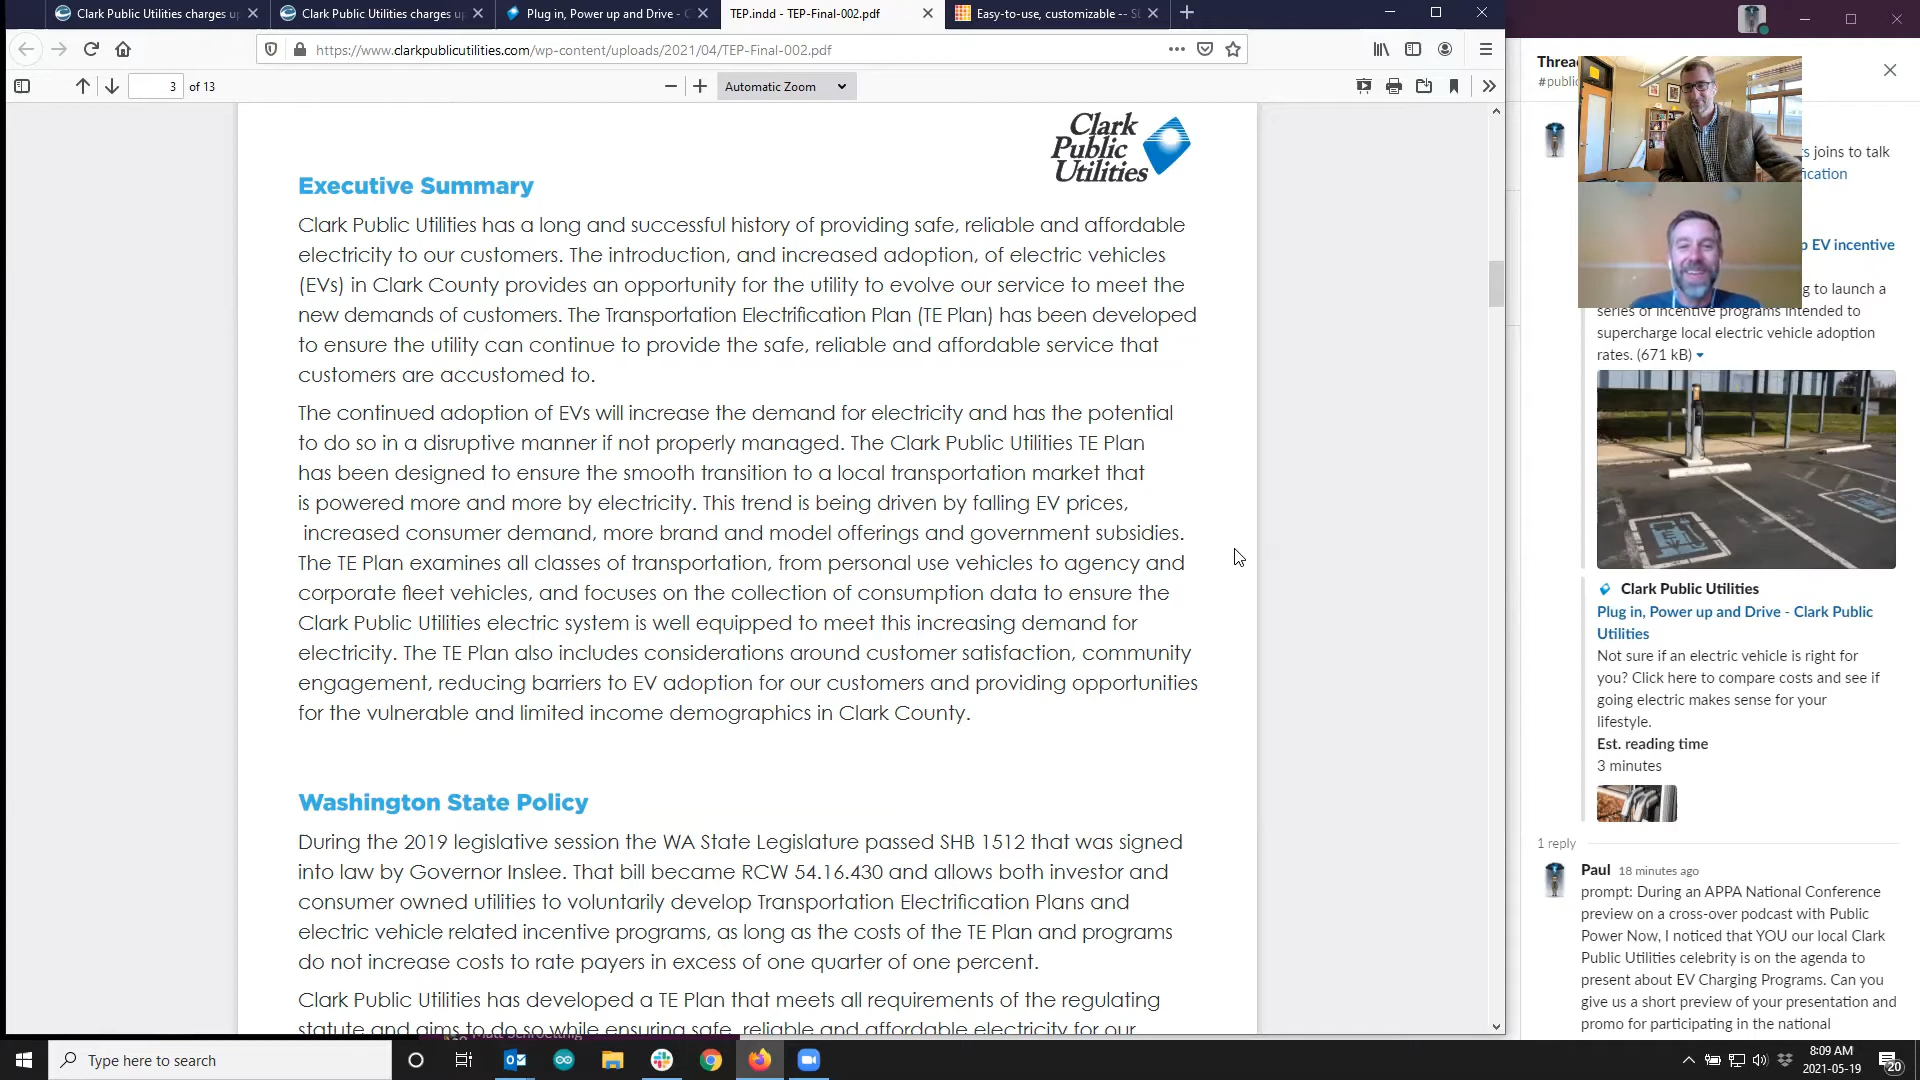 Clark Public Utilities charges up
Clark Public Utilities charges up
Plug in, Power up and Drive - C
TEP.indd - TEP-Final-002.pdf
Easy-to-use, customizable -- St
https://www.clarkpublicutilities.com/wp-content/uploads/2021/04/TEP-Final-002.pdf
3 of 13
Automatic Zoom
Clark
Public
Utilities
Executive Summary
Clark Public Utilities has a long and successful history of providing safe, reliable and affordable
electricity to our customers. The introduction, and increased adoption, of electric vehicles
(EVs) in Clark County provides an opportunity for the utility to evolve our service to meet the
new demands of customers. The Transportation Electrification Plan (TE Plan) has been developed
to ensure the utility can continue to provide the safe, reliable and affordable service that
customers are accustomed to.
The continued adoption of EVs will increase the demand for electricity and has the potential
to do so in a disruptive manner if not properly managed. The Clark Public Utilities TE Plan
has been designed to ensure the smooth transition to a local transportation market that
is powered more and more by electricity. This trend is being driven by falling EV prices,
increased consumer demand, more brand and model offerings and government subsidies.
The TE Plan examines all classes of transportation, from personal use vehicles to agency and
corporate fleet vehicles, and focuses on the collection of consumption data to ensure the
Clark Public Utilities electric system is well equipped to meet this increasing demand for
electricity. The TE Plan also includes considerations around customer satisfaction, community
engagement, reducing barriers to EV adoption for our customers and providing opportunities
for the vulnerable and limited income demographics in Clark County.
Washington State Policy
During the 2019 legislative session the WA State Legislature passed SHB 1512 that was signed
into law by Governor Inslee. That bill became RCW 54.16.430 and allows both investor and
consumer owned utilities to voluntarily develop Transportation Electrification Plans and
electric vehicle related incentive programs, as long as the costs of the TE Plan and programs
do not increase costs to rate payers in excess of one quarter of one percent.
Clark Public Utilities has developed a TE Plan that meets all requirements of the regulating
statute and aims to do so while ensuring safe, reliable and affordable electricity for our
Threa
#public
rs joins to talk
ification
p EV incentive
g to launch a
series of incentive programs intended to
supercharge local electric vehicle adoption
rates. (671 kB)
Clark Public Utilities
Plug in, Power up and Drive - Clark Public
Utilities
Not sure if an electric vehicle is right for
you? Click here to compare costs and see if
going electric makes sense for your
lifestyle.
Est. reading time
3 minutes
1 reply
Paul 18 minutes ago
prompt: During an APPA National Conference
preview on a cross-over podcast with Public
Power Now, I noticed that YOU our local Clark
Public Utilities celebrity is on the agenda to
present about EV Charging Programs. Can you
give us a short preview of your presentation and
promo for participating in the national
Type here to search
8:09 AM
2021-05-19
20